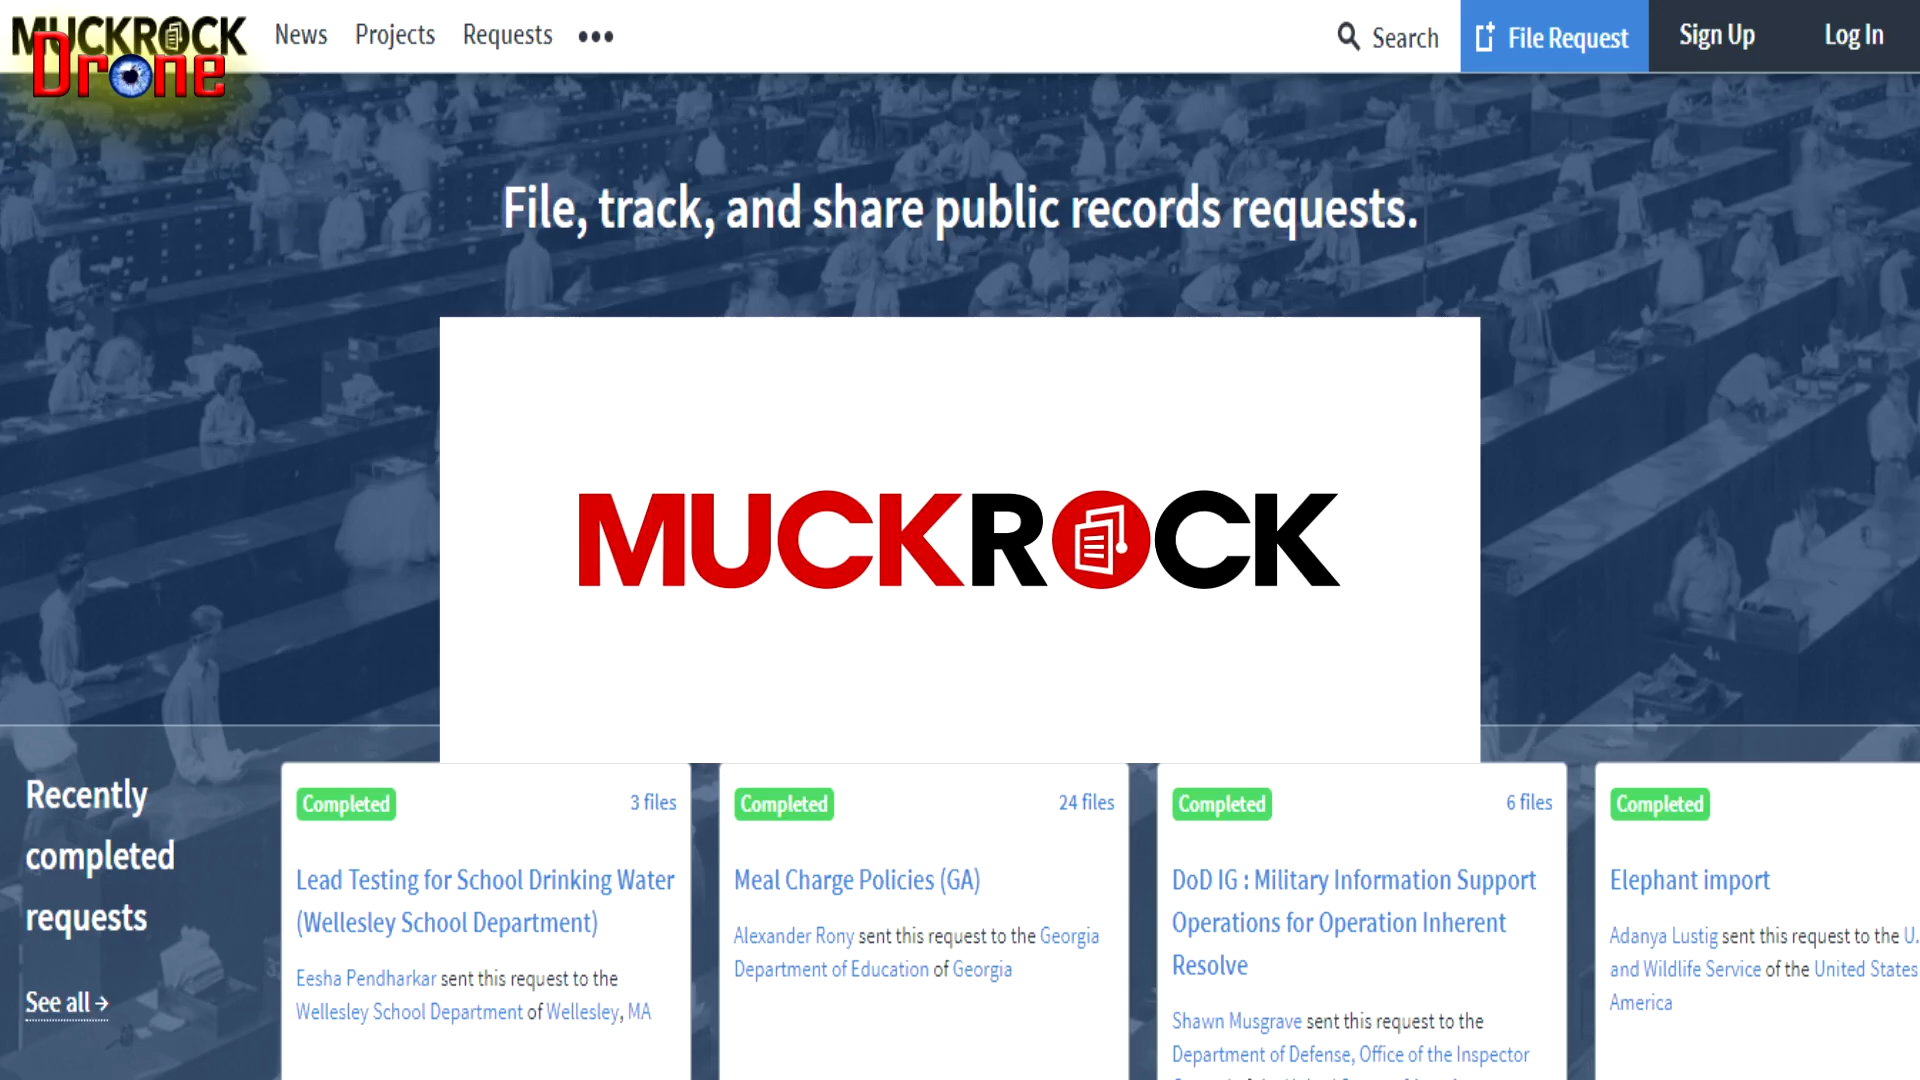 MUCKROCK
Drone
News Projects Requests •••
Search
File Request
Sign Up
Log In
File, track, and share public records requests.
MUCKROCK
Recently
completed
requests
See all →
Completed 3 files
Lead Testing for School Drinking Water
(Wellesley School Department)
Eesha Pendharkar sent this request to the
Wellesley School Department of Wellesley, MA
Completed 24 files
Meal Charge Policies (GA)
Alexander Rony sent this request to the Georgia
Department of Education of Georgia
Completed 6 files
DoD IG : Military Information Support
Operations for Operation Inherent
Resolve
Shawn Musgrave sent this request to the
Department of Defense, Office of the Inspector
Completed
Elephant import
Adanya Lustig sent this request to the U.
and Wildlife Service of the United States
America